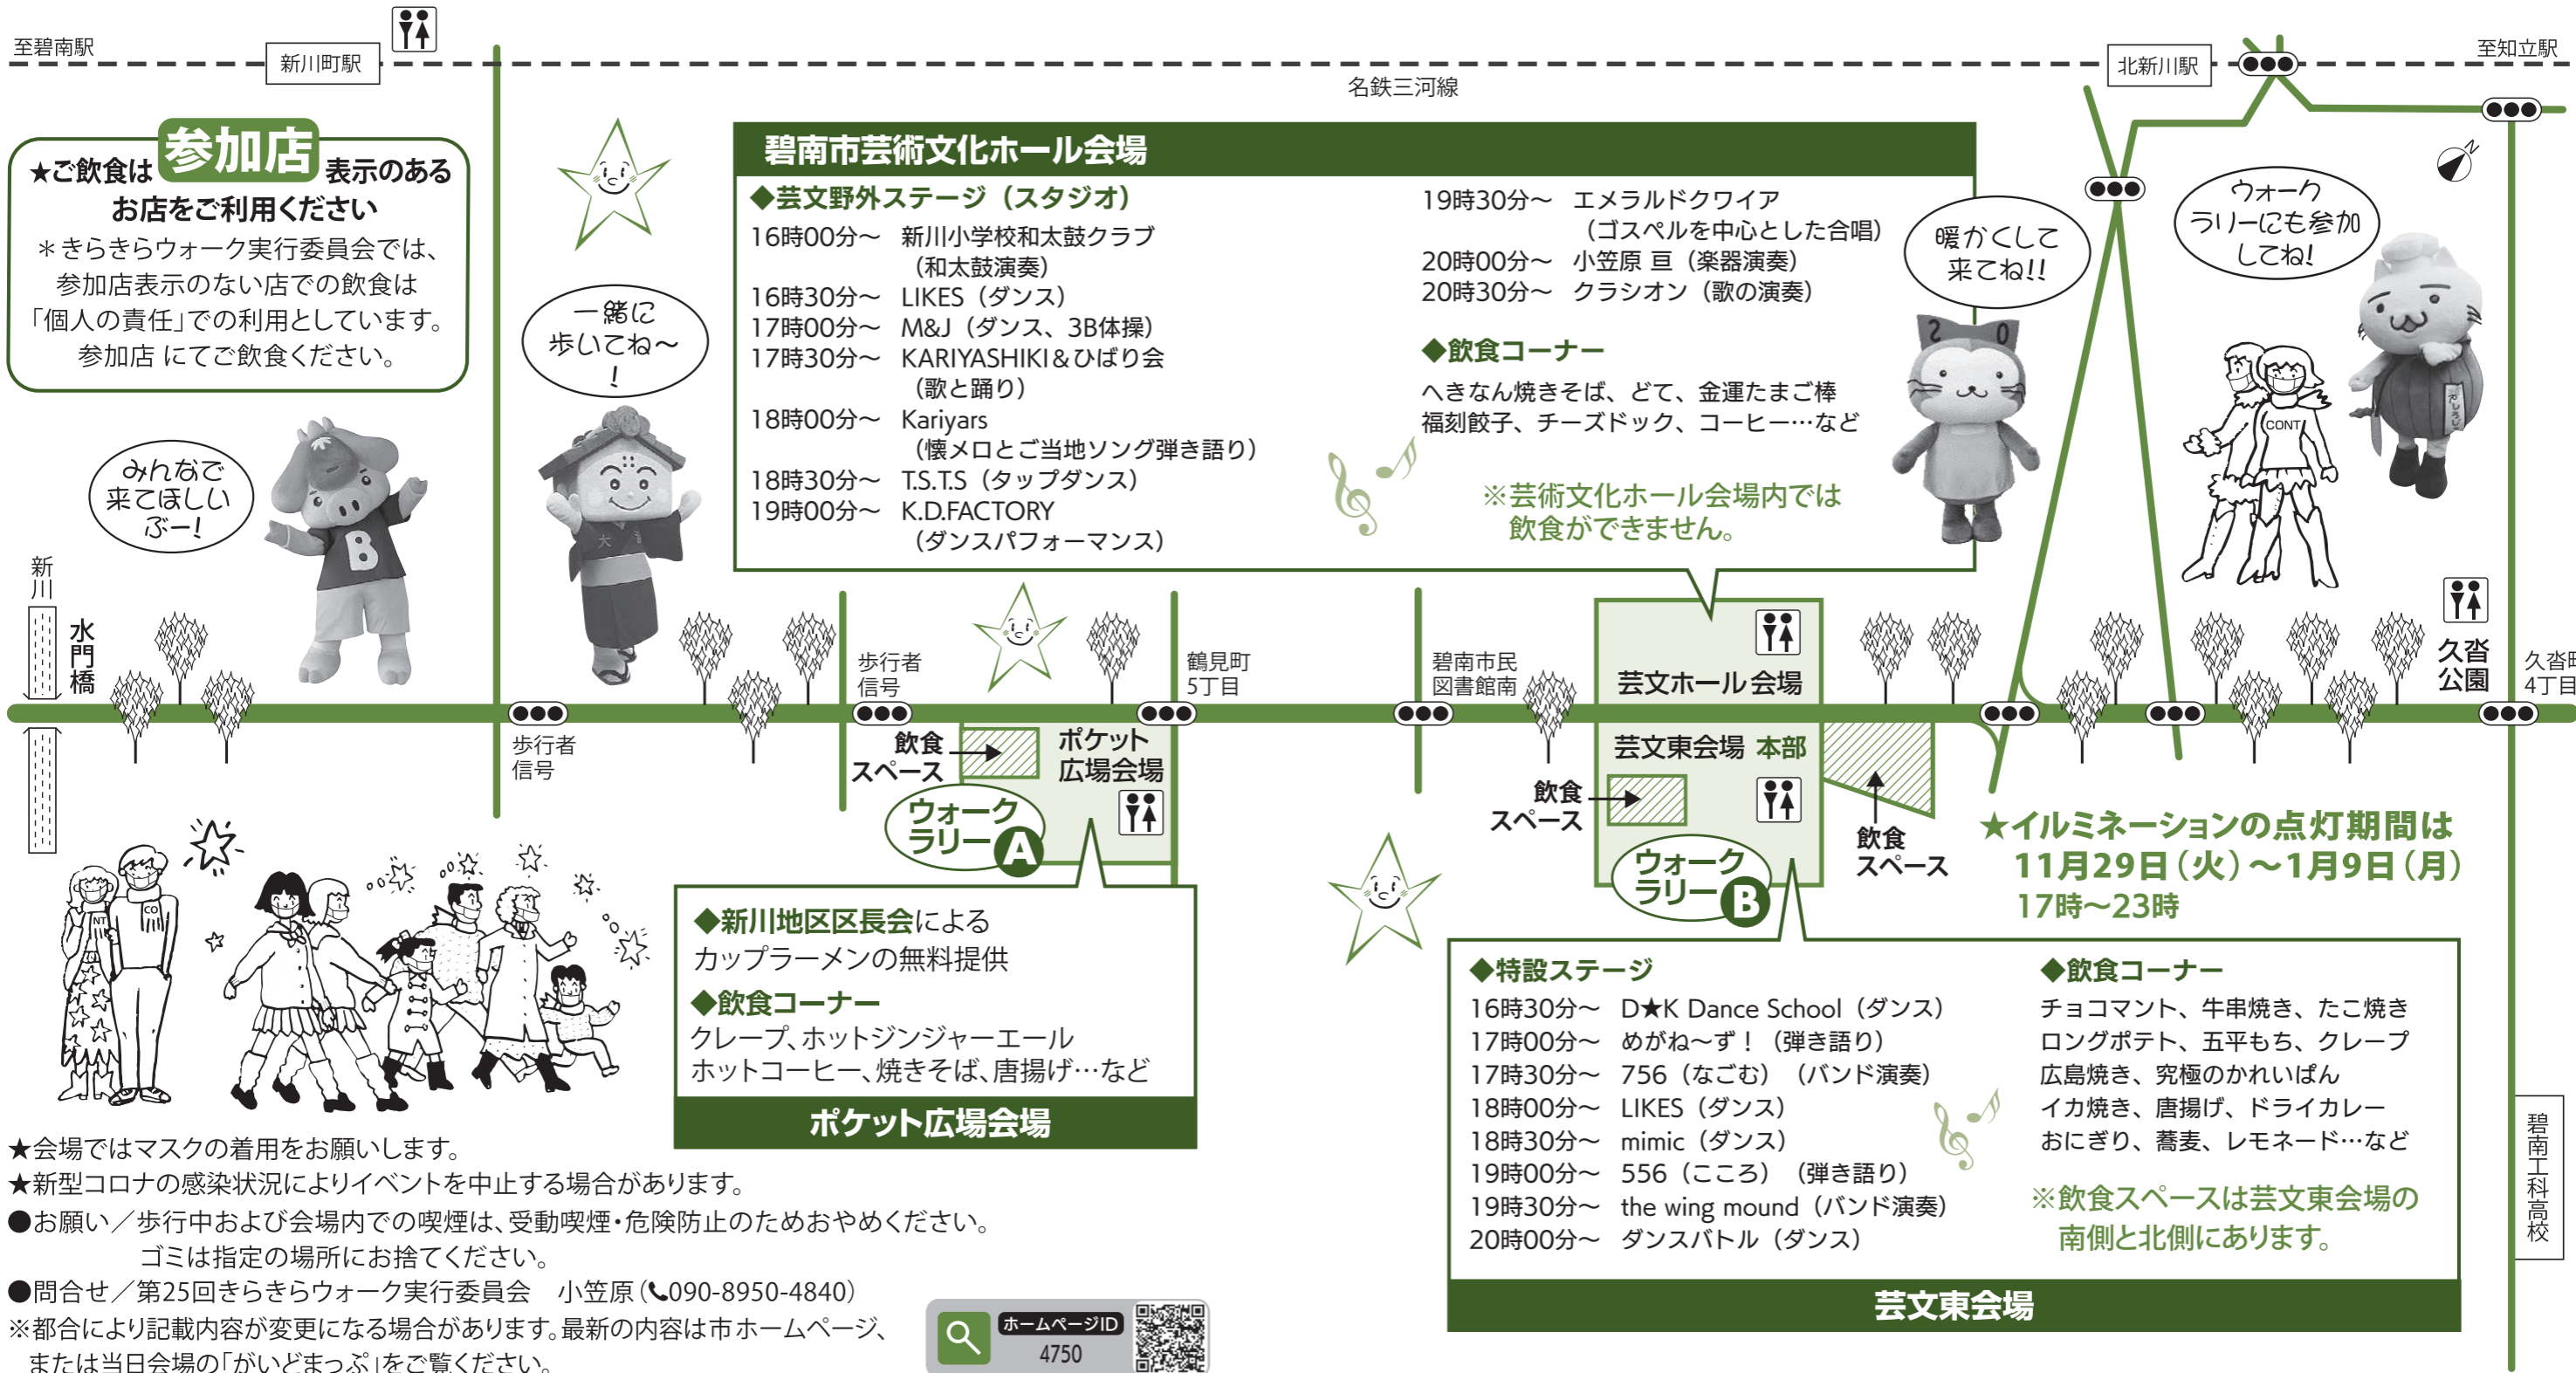 至碧南駅
新川町駅
名鉄三河線
北新川駅
至知立駅
N
参加店
★ご飲食は 表示のある
お店をご利用ください
＊きらきらウォーク実行委員会では、
参加店表示のない店での飲食は
「個人の責任」での利用としています。
参加店 にてご飲食ください。
みんなで
来てほしい
ぶー!
B
一緒に
歩いてね～
!
碧南市芸術文化ホール会場
◆芸文野外ステージ（スタジオ）
16時00分～ 新川小学校和太鼓クラブ
（和太鼓演奏）
16時30分～ LIKES（ダンス）
17時00分～ M&J（ダンス、3B体操）
17時30分～ KARIYASHIKI＆ひばり会
（歌と踊り）
18時00分～ Kariyars
（懐メロとご当地ソング弾き語り）
18時30分～ T.S.T.S（タップダンス）
19時00分～ K.D.FACTORY
（ダンスパフォーマンス）
19時30分～ エメラルドクワイア
（ゴスペルを中心とした合唱）
20時00分～ 小笠原 亘（楽器演奏）
20時30分～ クラシオン（歌の演奏）
◆飲食コーナー
へきなん焼きそば、どて、金運たまご棒
福刻餃子、チーズドック、コーヒー…など
※芸術文化ホール会場内では
飲食ができません。
暖かくして
来てね!!
ウォーク
ラリーにも参加
してね!
CONT
新川
水門橋
歩行者
信号
歩行者
信号
飲食
スペース
ポケット
広場会場
ウォーク
ラリー A
鶴見町
5丁目
碧南市民
図書館南
芸文ホール会場
芸文東会場 本部
飲食
スペース
ウォーク
ラリー B
飲食
スペース
久沓
公園
4丁目
★イルミネーションの点灯期間は
11月29日（火）～1月9日（月）
17時～23時
◆新川地区区長会による
カップラーメンの無料提供
◆飲食コーナー
クレープ、ホットジンジャーエール
ホットコーヒー、焼きそば、唐揚げ…など
ポケット広場会場
◆特設ステージ
16時30分～ D★K Dance School（ダンス）
17時00分～ めがね～ず！（弾き語り）
17時30分～ 756（なごむ）（バンド演奏）
18時00分～ LIKES（ダンス）
18時30分～ mimic（ダンス）
19時00分～ 556（こころ）（弾き語り）
19時30分～ the wing mound（バンド演奏）
20時00分～ ダンスバトル（ダンス）
◆飲食コーナー
チョコマント、牛串焼き、たこ焼き
ロングポテト、五平もち、クレープ
広島焼き、究極のかれいぱん
イカ焼き、唐揚げ、ドライカレー
おにぎり、蕎麦、レモネード…など
※飲食スペースは芸文東会場の
南側と北側にあります。
芸文東会場
碧南工科高校
★会場ではマスクの着用をお願いします。
★新型コロナの感染状況によりイベントを中止する場合があります。
●お願い／歩行中および会場内での喫煙は、受動喫煙・危険防止のためおやめください。
ゴミは指定の場所にお捨てください。
●問合せ／第25回きらきらウォーク実行委員会 小笠原（090-8950-4840）
※都合により記載内容が変更になる場合があります。最新の内容は市ホームページ、
または当日会場の「がいどまっぷ」をご覧ください。
ホームページID
4750